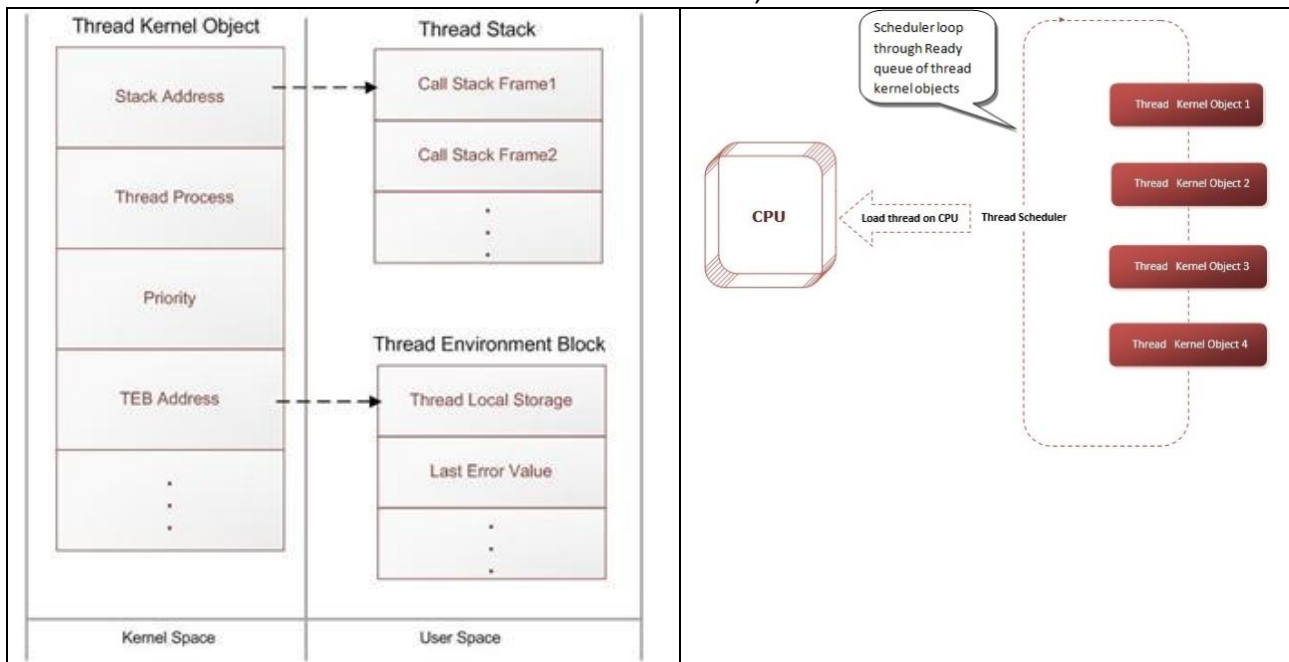 Thread Kernel Object
Stack Address
Thread Process
Priority
TEB Address
Kernel Space
Thread Stack
Call Stack Frame1
Call Stack Frame2
Thread Environment Block
Thread Local Storage
Last Error Value
User Space
Scheduler loop
through Ready
queue of thread
kernel objects
CPU
Load thread on CPU
Thread Scheduler
Thread Kernel Object 1
Thread Kernel Object 2
Thread Kernel Object 3
Thread Kernel Object 4